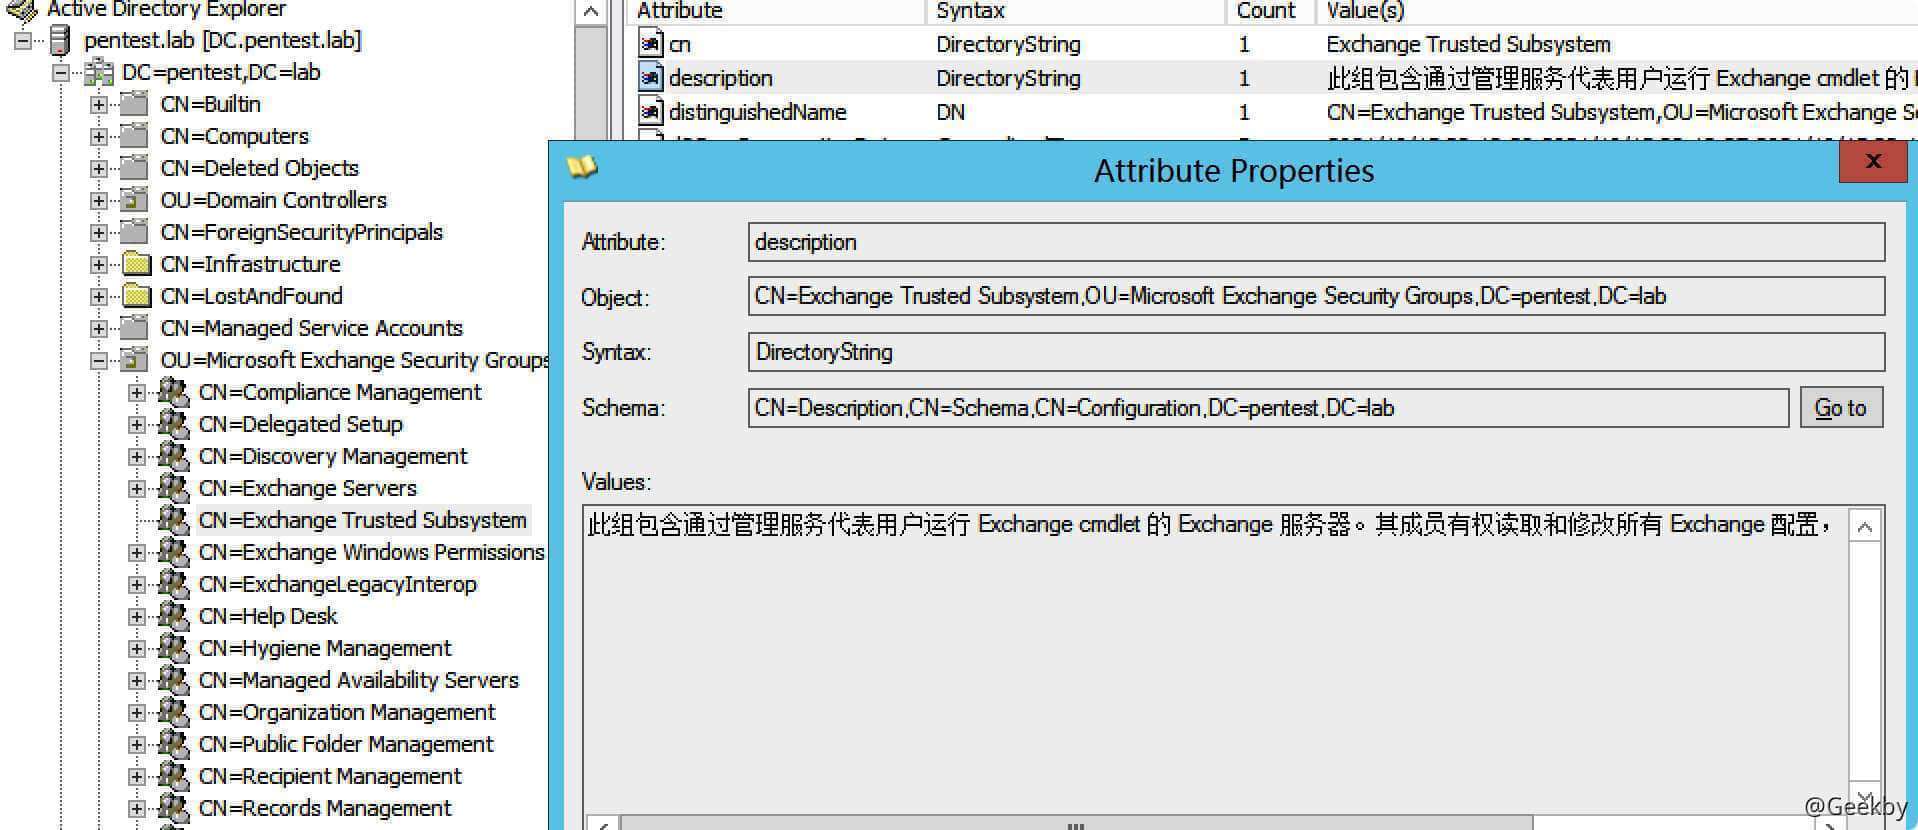 Active Directory Explorer
pentest.lab [DC.pentest.lab]
DC=pentest,DC=lab
CN=Builtin
CN=Computers
CN=Deleted Objects
OU=Domain Controllers
CN=ForeignSecurityPrincipals
CN=Infrastructure
CN=LostAndFound
CN=Managed Service Accounts
OU=Microsoft Exchange Security Groups
CN=Compliance Management
CN=Delegated Setup
CN=Discovery Management
CN=Exchange Servers
CN=Exchange Trusted Subsystem
CN=Exchange Windows Permissions
CN=ExchangeLegacyInterop
CN=Help Desk
CN=Hygiene Management
CN=Managed Availability Servers
CN=Organization Management
CN=Public Folder Management
CN=Recipient Management
CN=Records Management
Attribute Syntax Count Value(s)
cn DirectoryString 1 Exchange Trusted Subsystem
description DirectoryString 1 此组包含通过管理服务代表用户运行 Exchange cmdlet 的
distinguishedName DN 1 CN=Exchange Trusted Subsystem,OU=Microsoft Exchange
Attribute Properties
x
Attribute: description
Object: CN=Exchange Trusted Subsystem,OU=Microsoft Exchange Security Groups,DC=pentest,DC=lab
Syntax: DirectoryString
Schema: CN=Description,CN=Schema,CN=Configuration,DC=pentest,DC=lab Go to
Values:
此组包含通过管理服务代表用户运行 Exchange cmdlet 的 Exchange 服务器。其成员有权读取和修改所有 Exchange 配置，
@Geekby